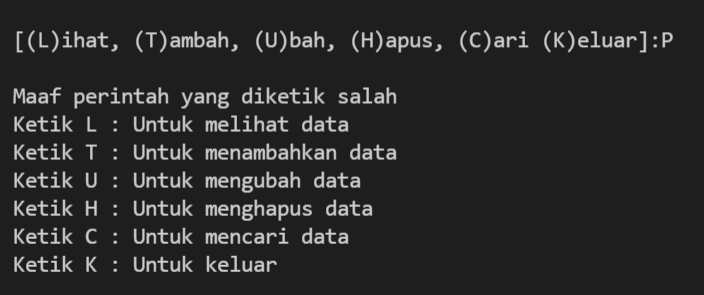 [(L)ihat, (T)ambah, (U)bah, (H)apus, (C)ari (K)eluar]:P
Maaf perintah yang diketik salah
Ketik L : Untuk melihat data
Ketik T : Untuk menambahkan data
Ketik U : Untuk mengubah data
Ketik H : Untuk menghapus data
Ketik C : Untuk mencari data
Ketik K : Untuk keluar